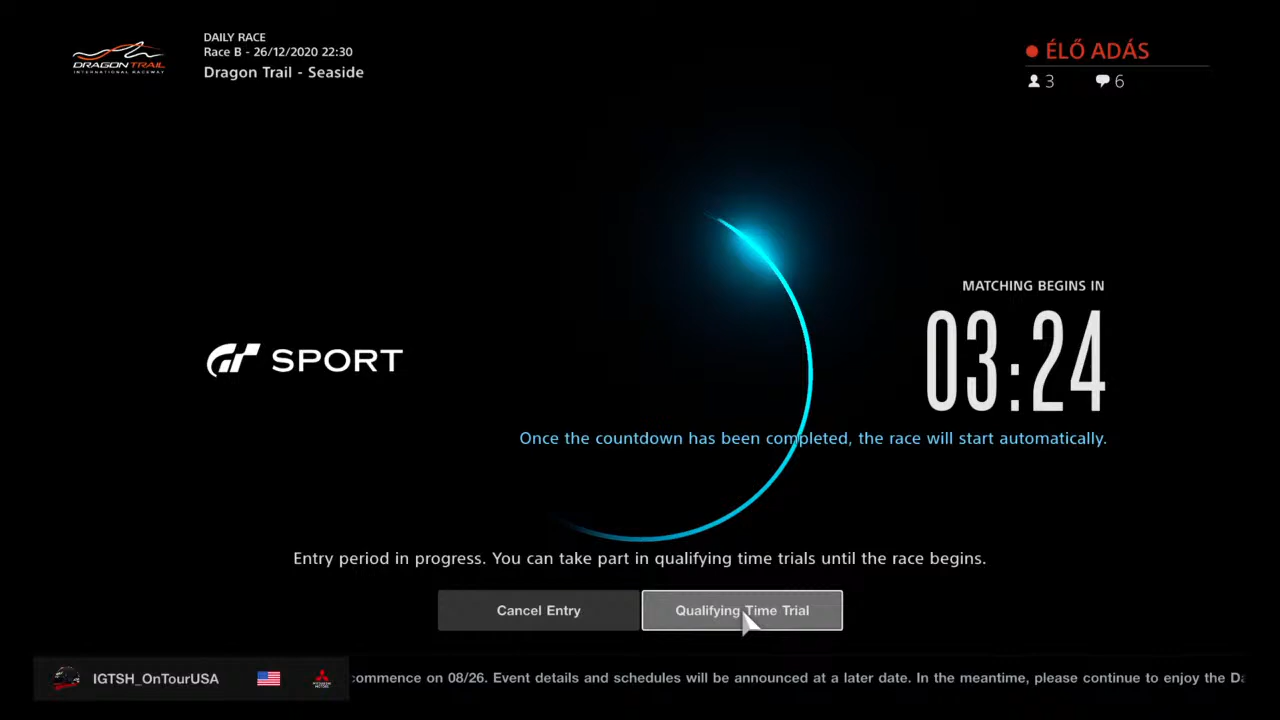 DRAGON TRAIL
INTERNATIONAL RACEWAY
DAILY RACE
Race B - 26/12/2020 22:30
Dragon Trail - Seaside
ÉLŐ ADÁS
3 6
MATCHING BEGINS IN
03:24
GT SPORT
Once the countdown has been completed, the race will start automatically.
Entry period in progress. You can take part in qualifying time trials until the race begins.
Cancel Entry
Qualifying Time Trial
IGTSH_OnTourUSA
MITSUBISHI
MOTORS
commence on 08/26. Event details and schedules will be announced at a later date. In the meantime, please continue to enjoy the Da